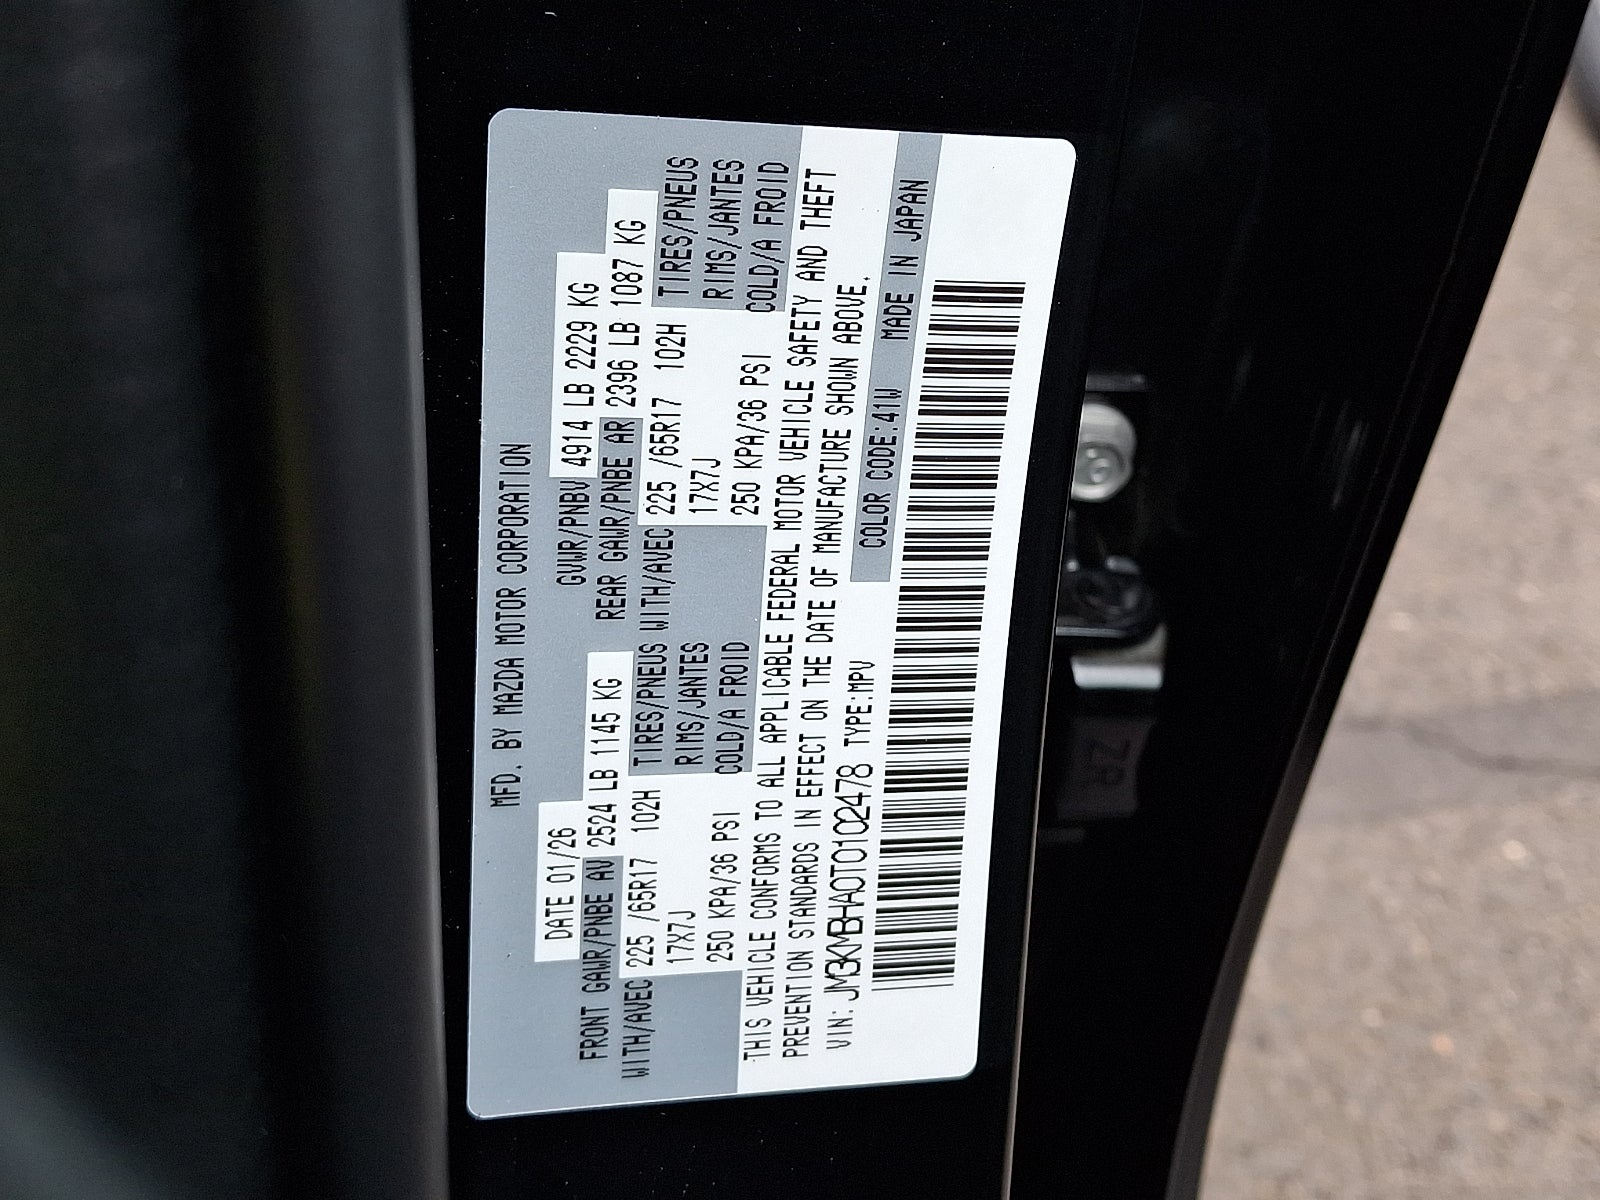 MFD. BY MAZDA MOTOR CORPORATION
DATE 01/26 GVWR/PNBV 4914 LB 2229 KG
FRONT GAWR/PNBE AV 2524 LB 1145 KG REAR GAWR/PNBE AR 2396 LB 1087 KG
WITH/AVEC 225 /65R17 102H TIRES/PNEUS WITH/AVEC 225 /65R17 102H TIRES/PNEUS
17X7J RIMS/JANTES 17X7J RIMS/JANTES
250 KPA/36 PSI COLD/A FROID 250 KPA/36 PSI COLD/A FROID
THIS VEHICLE CONFORMS TO ALL APPLICABLE FEDERAL MOTOR VEHICLE SAFETY AND THEFT
PREVENTION STANDARDS IN EFFECT ON THE DATE OF MANUFACTURE SHOWN ABOVE.
VIN: JM3KMBHA0T0102478 TYPE:MPV COLOR CODE:41W MADE IN JAPAN
ZR